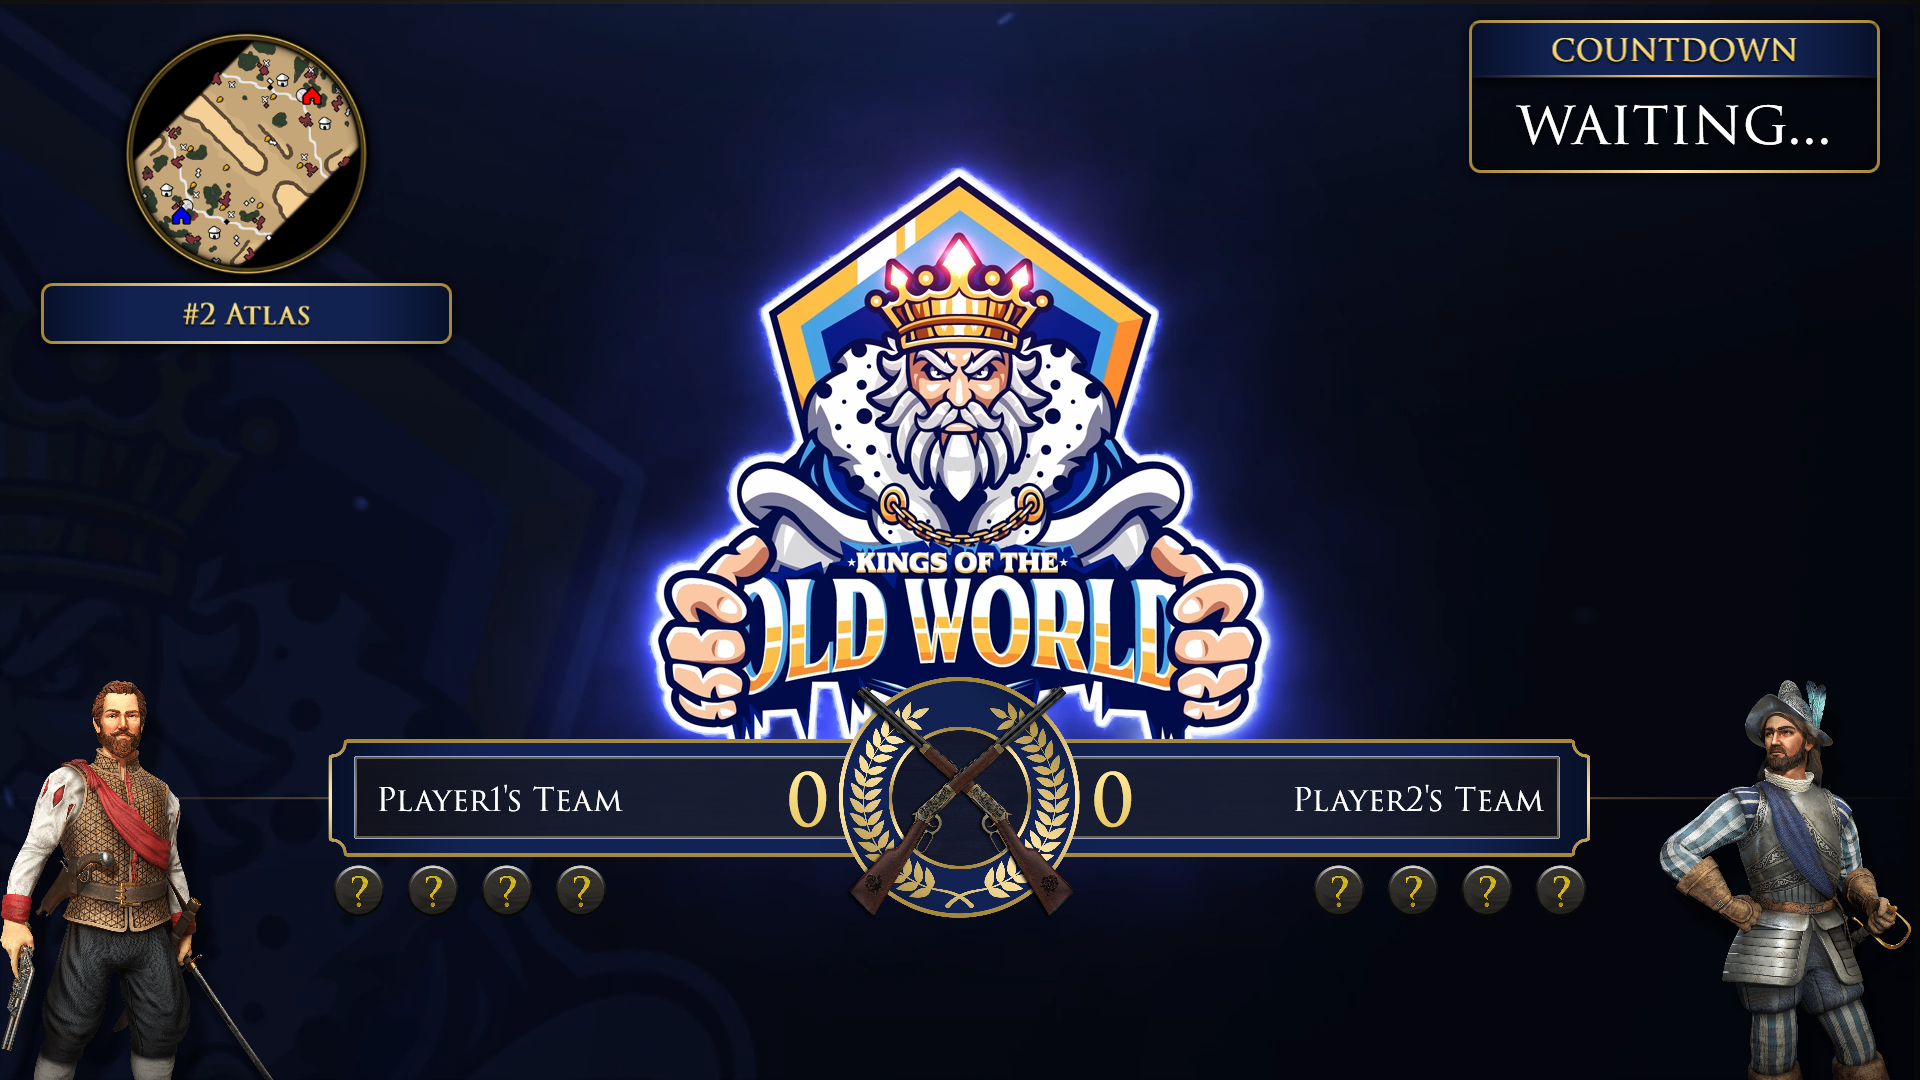 COUNTDOWN
WAITING...
#2 ATLAS
KINGS OF THE
OLD WORLD
PLAYER1'S TEAM
0
0
PLAYER2'S TEAM
? ? ? ?
? ? ? ?